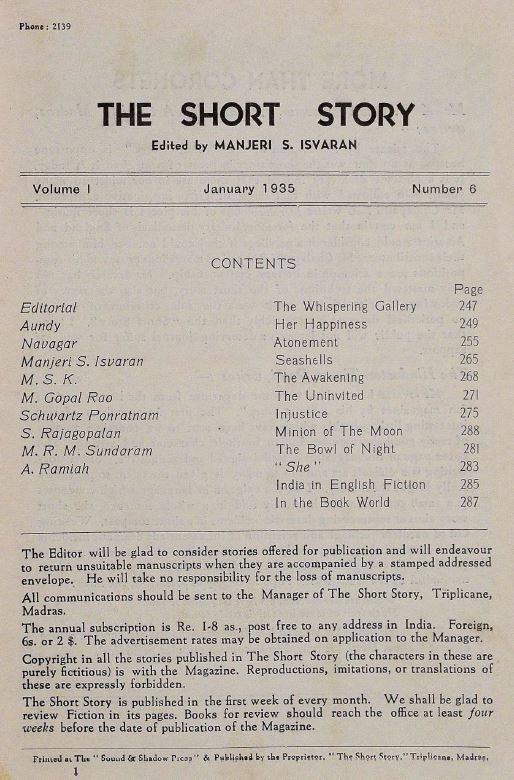 Phone: 2139
THE SHORT STORY
Edited by MANJERI S. ISVARAN
Volume I January 1935 Number 6
CONTENTS
Page
Editorial The Whispering Gallery 247
Aundy Her Happiness 249
Navagar Atonement 255
Manjeri S. Isvaran Seashells 265
M. S. K. The Awakening 268
M. Gopal Rao The Uninvited 271
Schwartz Ponratnam Injustice 275
S. Rajagopalan Minion of The Moon 288
M. R. M. Sundaram The Bowl of Night 281
A. Ramiah "She" 283
India in English Fiction 285
In the Book World 287
The Editor will be glad to consider stories offered for publication and will endeavour
to return unsuitable manuscripts when they are accompanied by a stamped addressed
envelope. He will take no responsibility for the loss of manuscripts.
All communications should be sent to the Manager of The Short Story, Triplicane,
Madras.
The annual subscription is Re. 1-8 as., post free to any address in India. Foreign,
6s. or 2 $. The advertisement rates may be obtained on application to the Manager.
Copyright in all the stories published in The Short Story (the characters in these are
purely fictitious) is with the Magazine. Reproductions, imitations, or translations of
these are expressly forbidden.
The Short Story is published in the first week of every month. We shall be glad to
review Fiction in its pages. Books for review should reach the office at least four
weeks before the date of publication of the Magazine.
Printed at The "Sound & Shadow Press" & Published by the Proprietor, "The Short Story," Triplicane, Madras.
1